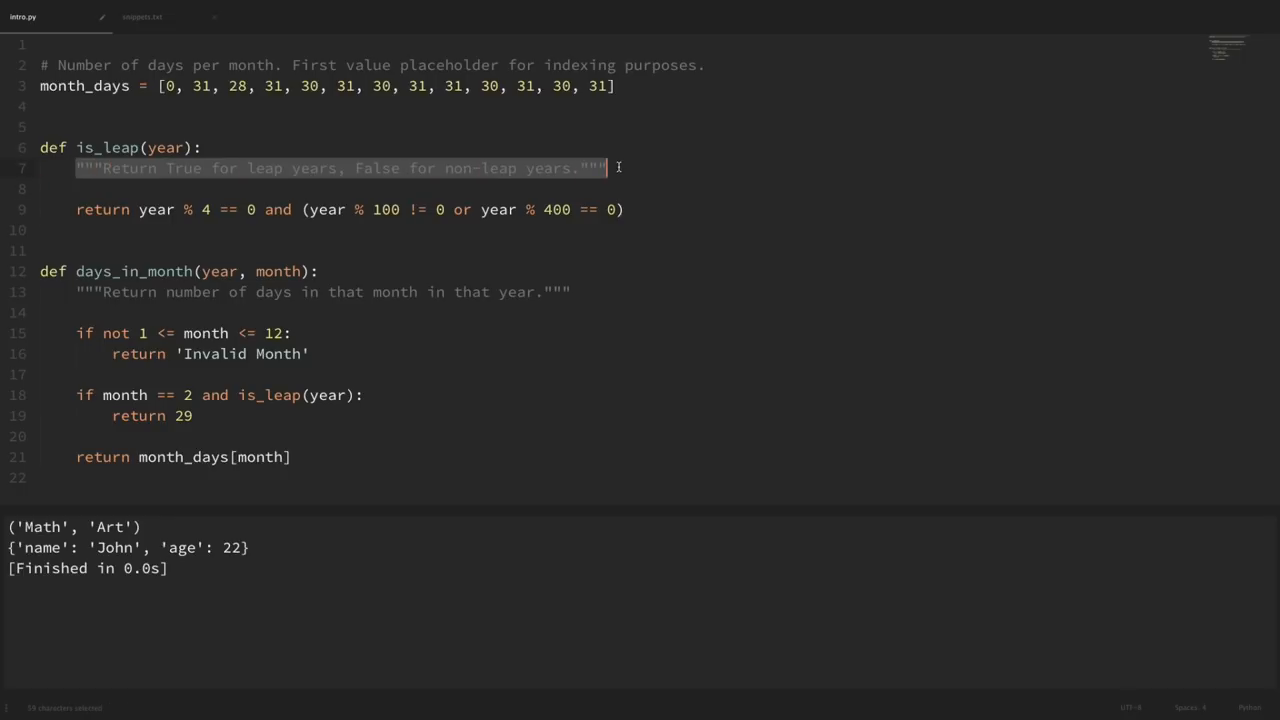 intro.py
snippets.txt
1
2 # Number of days per month. First value placeholder for indexing purposes.
3 month_days = [0, 31, 28, 31, 30, 31, 30, 31, 31, 30, 31, 30, 31]
4
5
6 def is_leap(year):
7 """Return True for leap years, False for non-leap years."""
8
9 return year % 4 == 0 and (year % 100 != 0 or year % 400 == 0)
10
11
12 def days_in_month(year, month):
13 """Return number of days in that month in that year."""
14
15 if not 1 <= month <= 12:
16 return 'Invalid Month'
17
18 if month == 2 and is_leap(year):
19 return 29
20
21 return month_days[month]
22
('Math', 'Art')
{'name': 'John', 'age': 22}
[Finished in 0.0s]
59 characters selected
UTF-8
Spaces: 4
Python